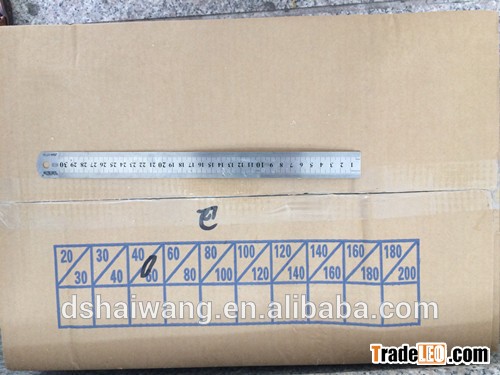 1 2 3 4 5 6 7 8 9 10 11 12 13 14 15 16 17 18 19 20 21 22 23 24 25 26 27 28 29 30
20 30 40 60 80 100 120 140 160 180
30 40 60 80 100 120 140 160 180 200
dshaiwang.en.alibaba.com
TradeLEO.com